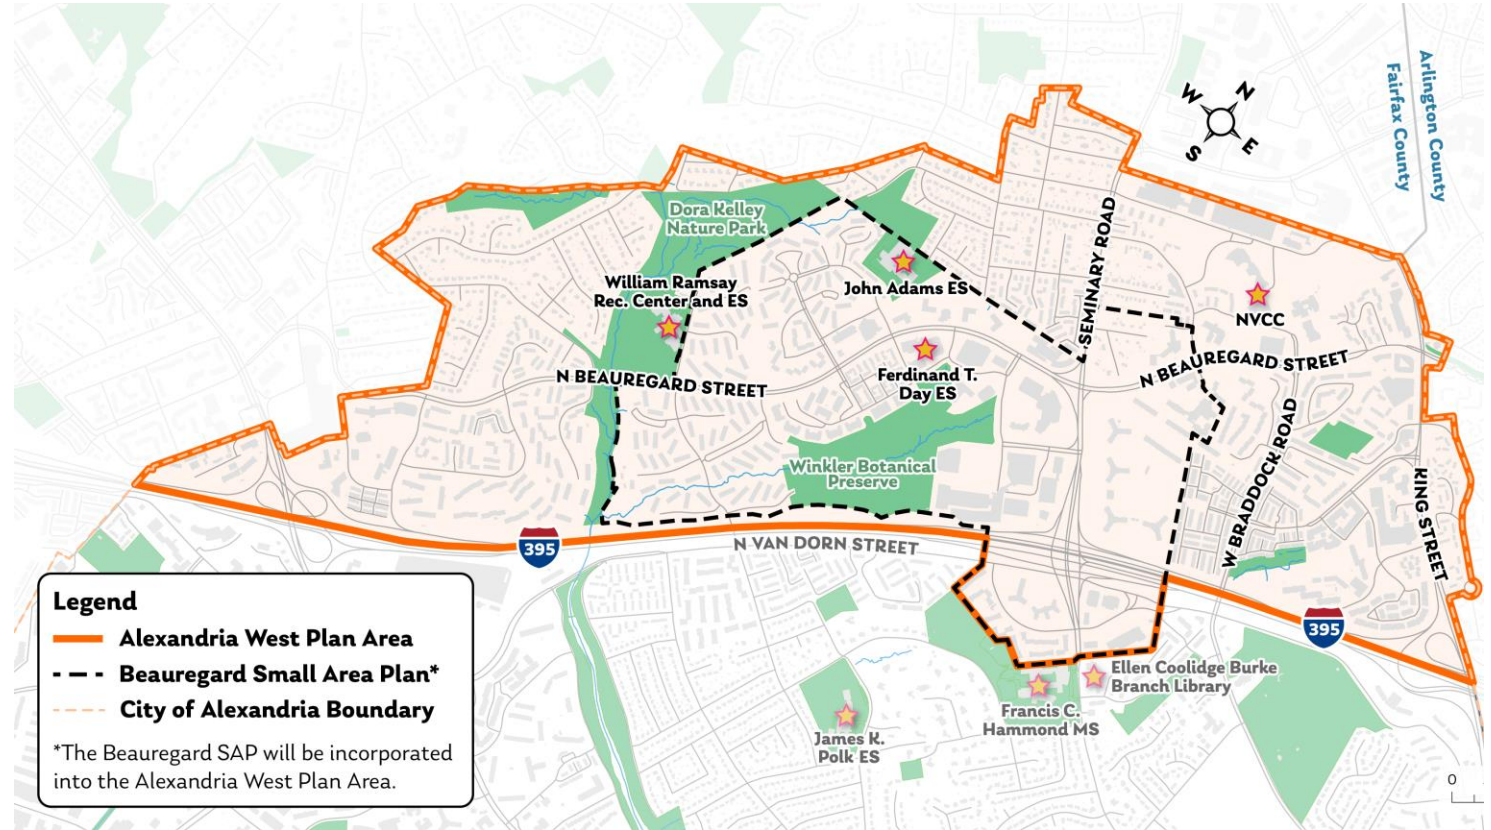 Arlington County
Fairfax County
N
W
E
S
Dora Kelley
Nature Park
SEMINARY ROAD
William Ramsay
Rec. Center and ES
John Adams ES
NVCC
Ferdinand T.
Day ES
N BEAUREGARD STREET
N BEAUREGARD STREET
W BRADDOCK ROAD
KING STREET
Winkler Botanical
Preserve
395
N VAN DORN STREET
395
Ellen Coolidge Burke
Branch Library
Francis C.
Hammond MS
James K.
Polk ES
Legend
Alexandria West Plan Area
Beauregard Small Area Plan*
City of Alexandria Boundary
*The Beauregard SAP will be incorporated
into the Alexandria West Plan Area.
0